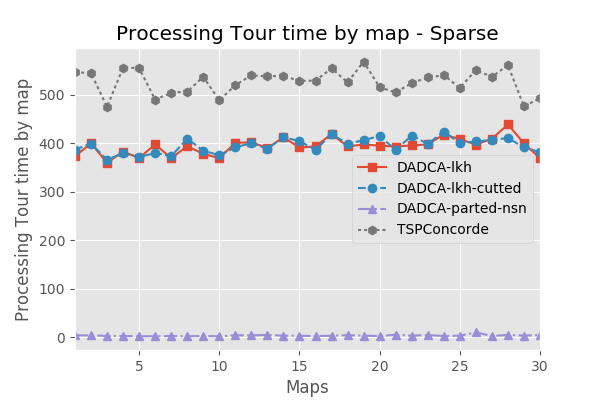 Processing Tour time by map - Sparse
Processing Tour time by map
500
400
300
200
100
0
DADCA-lkh
DADCA-lkh-cutted
DADCA-parted-nsn
TSPConcorde
5 10 15 20 25 30
Maps